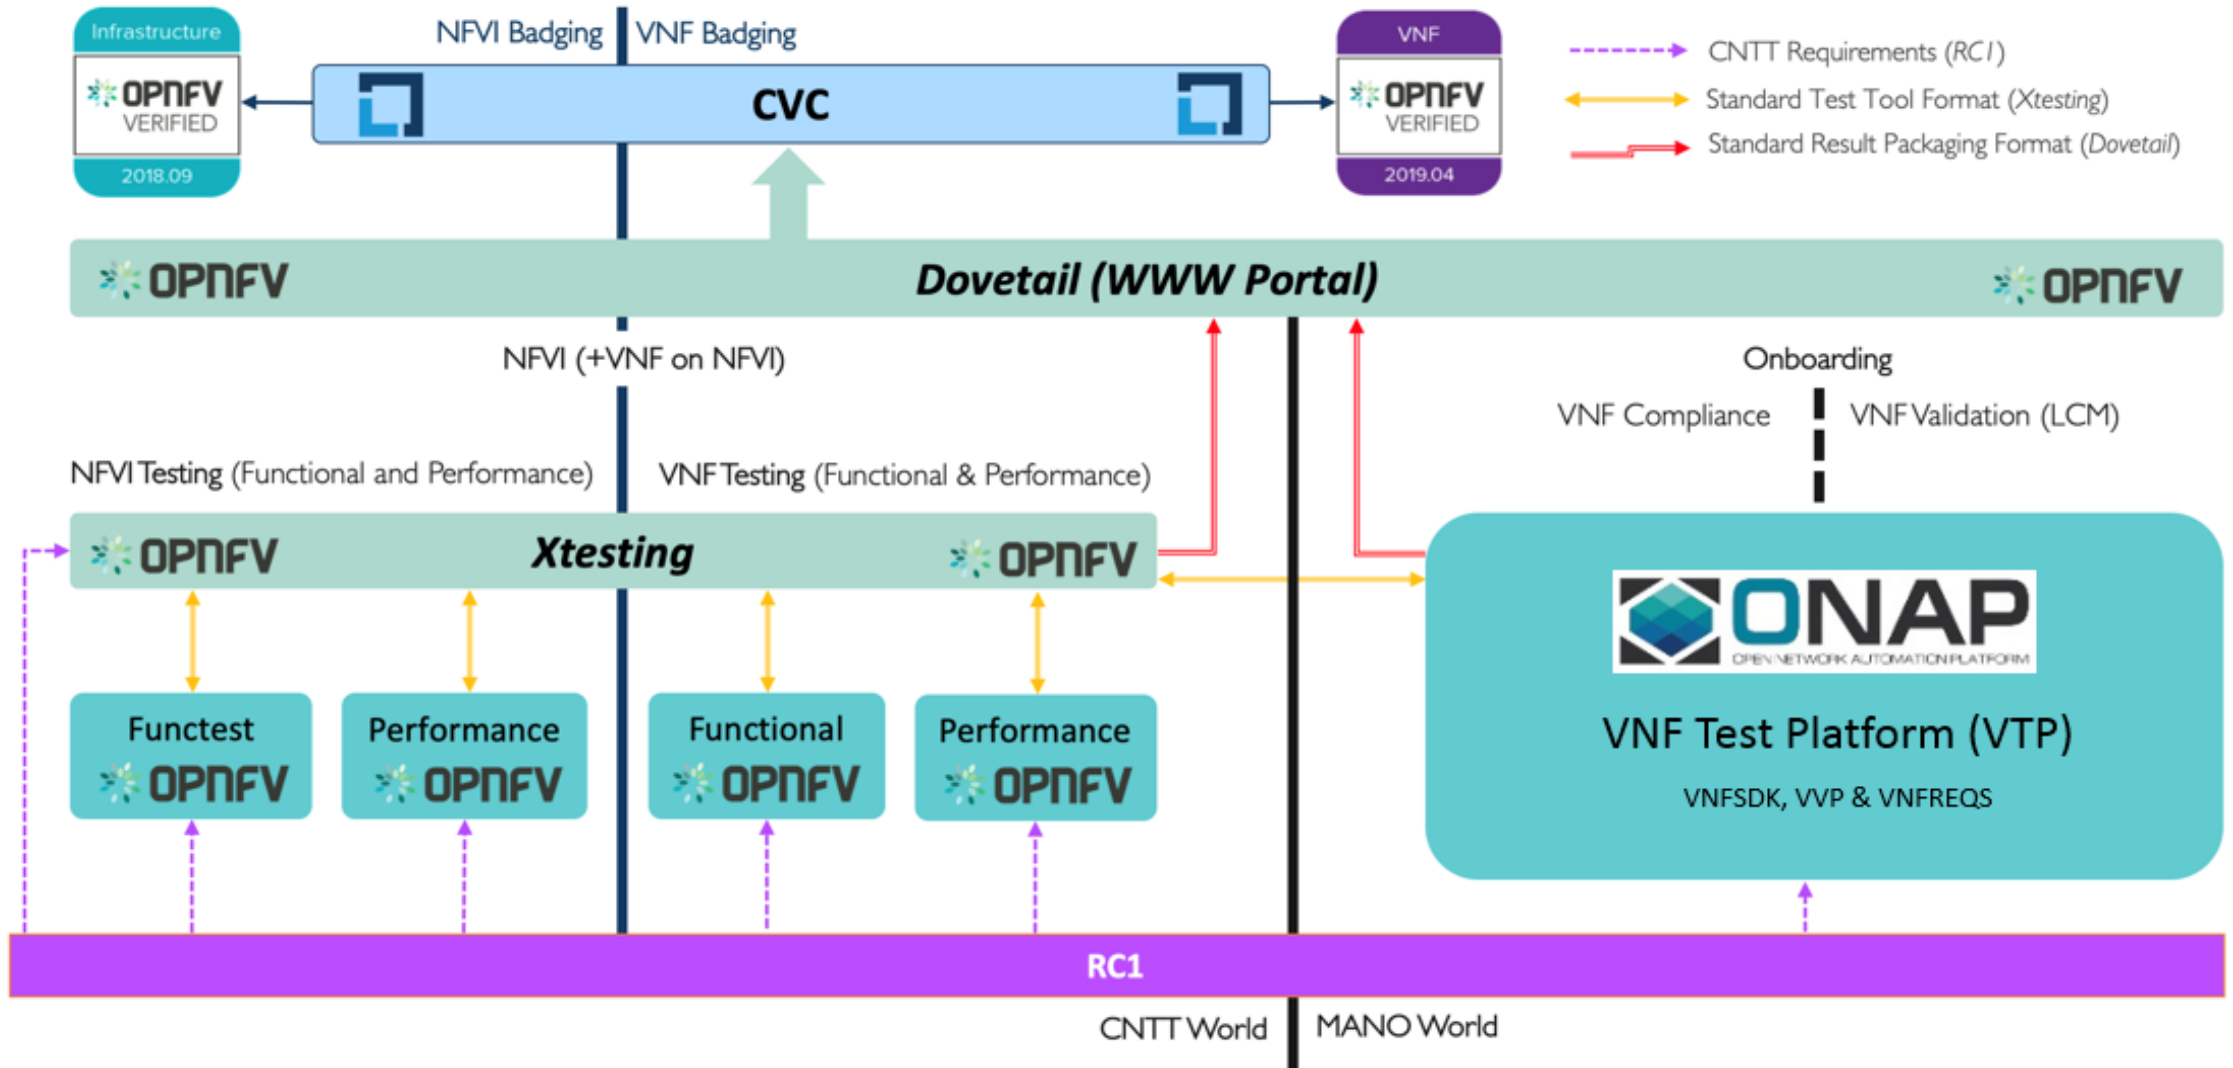 Infrastructure
OPNFV
VERIFIED
2018.09
NFVI Badging
VNF Badging
CVC
VNF
OPNFV
VERIFIED
2019.04
CNTT Requirements (RC1)
Standard Test Tool Format (Xtesting)
Standard Result Packaging Format (Dovetail)
OPNFV
Dovetail (WWW Portal)
OPNFV
NFVI (+VNF on NFVI)
Onboarding
VNF Compliance
VNF Validation (LCM)
NFVI Testing (Functional and Performance)
VNF Testing (Functional & Performance)
OPNFV
Xtesting
OPNFV
ONAP
OPEN NETWORK AUTOMATION PLATFORM
VNF Test Platform (VTP)
VNFSDK, VVP & VNFREQS
Functest
OPNFV
Performance
OPNFV
Functional
OPNFV
Performance
OPNFV
RC1
CNTT World
MANO World